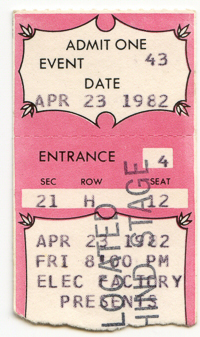 ADMIT ONE
EVENT 43
DATE
APR 23 1982
ENTRANCE 4
SEC ROW SEAT
21 H 12
APR 23 1982
FRI 8:00 PM
ELEC FACTORY
PRESENTS
LOCATED
HIND STAGE